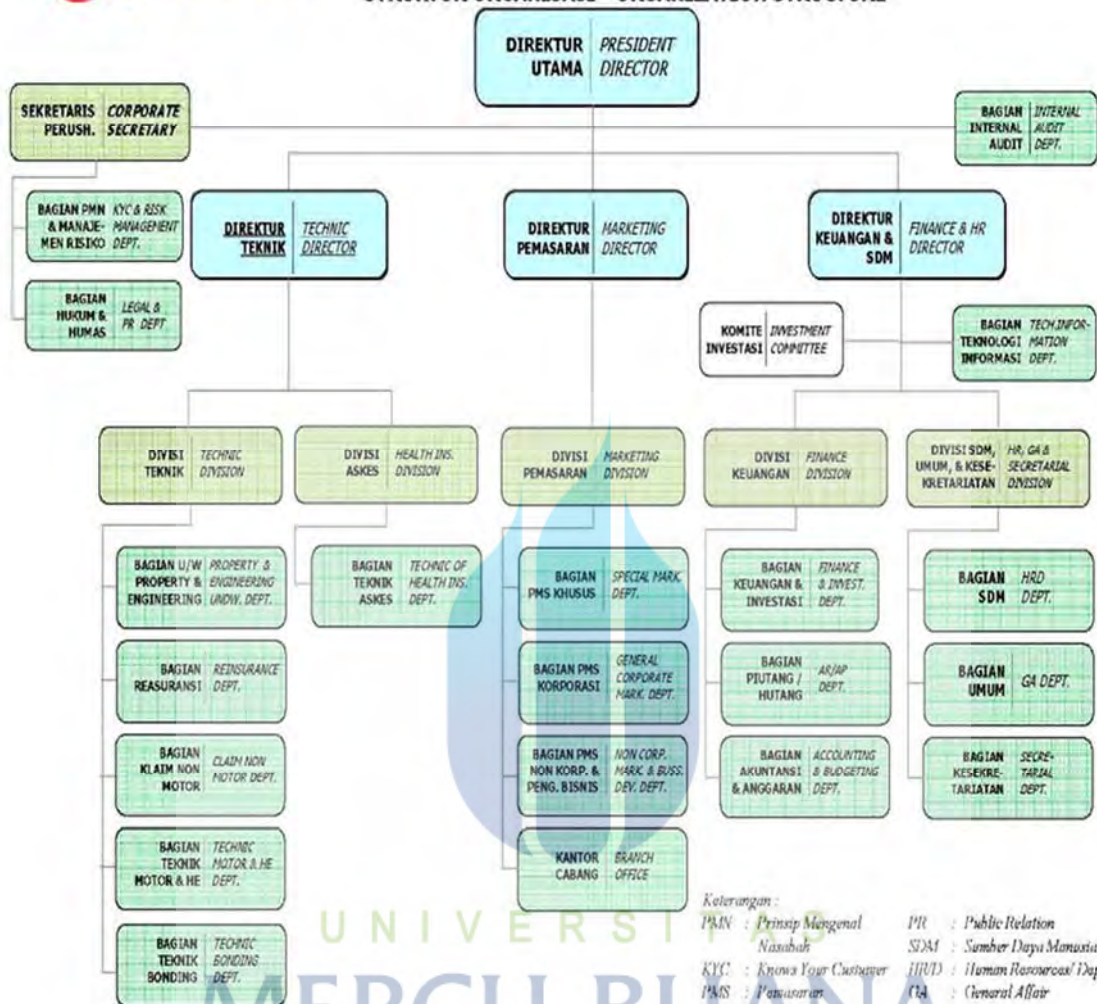 DIREKTUR UTAMA
PRESIDENT DIRECTOR
SEKRETARIS PERUSH.
CORPORATE SECRETARY
BAGIAN INTERNAL AUDIT
INTERNAL AUDIT DEPT.
BAGIAN PMN & MANAJE-MEN RISIKO
KYC & RISK MANAGEMENT DEPT.
BAGIAN HUKUM & HUMAS
LEGAL & PR DEPT
DIREKTUR TEKNIK
TECHNIC DIRECTOR
DIREKTUR PEMASARAN
MARKETING DIRECTOR
DIREKTUR KEUANGAN & SDM
FINANCE & HR DIRECTOR
KOMITE INVESTASI
INVESTMENT COMMITTEE
BAGIAN TEKNOLOGI INFORMASI
TECH.INFOR-MATION DEPT.
DIVISI TEKNIK
TECHNIC DIVISION
DIVISI ASKES
HEALTH INS. DIVISION
DIVISI PEMASARAN
MARKETING DIVISION
DIVISI KEUANGAN
FINANCE DIVISION
DIVISI SDM, UMUM, & KESE-KRETARIATAN
HR, GA & SECRETARIAL DIVISION
BAGIAN U/W PROPERTY & ENGINEERING
PROPERTY & ENGINEERING UNDW. DEPT.
BAGIAN REASURANSI
REINSURANCE DEPT.
BAGIAN KLAIM NON MOTOR
CLAIM NON MOTOR DEPT.
BAGIAN TEKNIK MOTOR & HE
TECHNIC MOTOR & HE DEPT.
BAGIAN TEKNIK BONDING
TECHNIC BONDING DEPT.
BAGIAN TEKNIK ASKES
TECHNIC OF HEALTH INS. DEPT.
BAGIAN PMS KHUSUS
SPECIAL MARK. DEPT.
BAGIAN PMS KORPORASI
GENERAL CORPORATE MARK. DEPT.
BAGIAN PMS NON KORP. & PENG. BISNIS
NON CORP. MARK. & BUSS. DEV. DEPT.
KANTOR CABANG
BRANCH OFFICE
BAGIAN KEUANGAN & INVESTASI
FINANCE & INVEST. DEPT.
BAGIAN PIUTANG / HUTANG
AR/AP DEPT.
BAGIAN AKUNTANSI & ANGGARAN
ACCOUNTING & BUDGETING DEPT.
BAGIAN SDM
HRD DEPT.
BAGIAN UMUM
GA DEPT.
BAGIAN KESEKRE-TARIATAN
SECRE-TARIAL DEPT.
Keterangan :
PMN : Prinsip Mengenal Nasabah
KYC : Knows Your Custumer
PMS : Pemasaran
PR : Public Relation
SDM : Sumber Daya Manusia
HRD : Human Resources/
GA : General Affair
UNIVERSITAS
MERCU BUANA